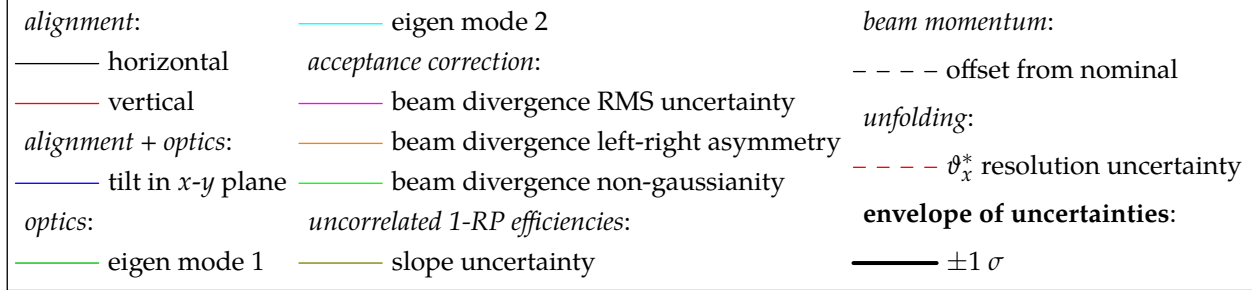 alignment:
horizontal
vertical
alignment + optics:
tilt in x-y plane
optics:
eigen mode 1
eigen mode 2
acceptance correction:
beam divergence RMS uncertainty
beam divergence left-right asymmetry
beam divergence non-gaussianity
uncorrelated 1-RP efficiencies:
slope uncertainty
beam momentum:
offset from nominal
unfolding:
ϑ*x resolution uncertainty
envelope of uncertainties:
±1 σ